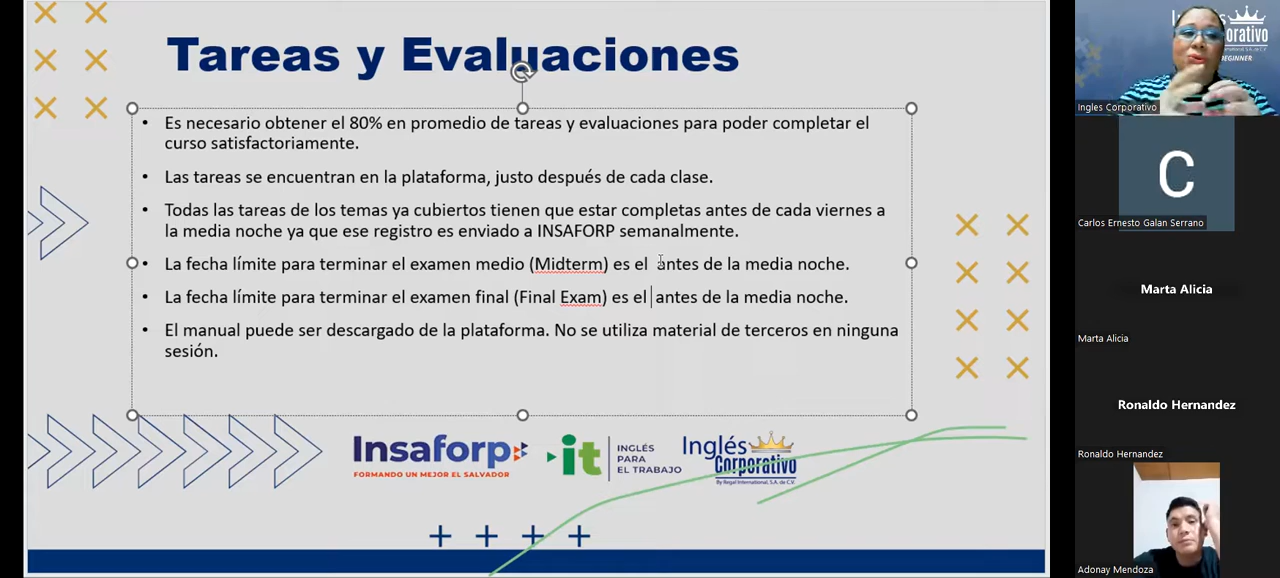 Tareas y Evaluaciones
• Es necesario obtener el 80% en promedio de tareas y evaluaciones para poder completar el
curso satisfactoriamente.
• Las tareas se encuentran en la plataforma, justo después de cada clase.
• Todas las tareas de los temas ya cubiertos tienen que estar completas antes de cada viernes a
la media noche ya que ese registro es enviado a INSAFORP semanalmente.
• La fecha límite para terminar el examen medio (Midterm) es el antes de la media noche.
• La fecha límite para terminar el examen final (Final Exam) es el antes de la media noche.
• El manual puede ser descargado de la plataforma. No se utiliza material de terceros en ninguna
sesión.
Insaforp
FORMANDO UN MEJOR EL SALVADOR
it
INGLÉS
PARA
EL TRABAJO
Inglés
Corporativo
By Regal International, S.A. de C.V.
BEGINNER
Ingles Corporativo
C
Carlos Ernesto Galan Serrano
Marta Alicia
Marta Alicia
Ronaldo Hernandez
Ronaldo Hernandez
Adonay Mendoza